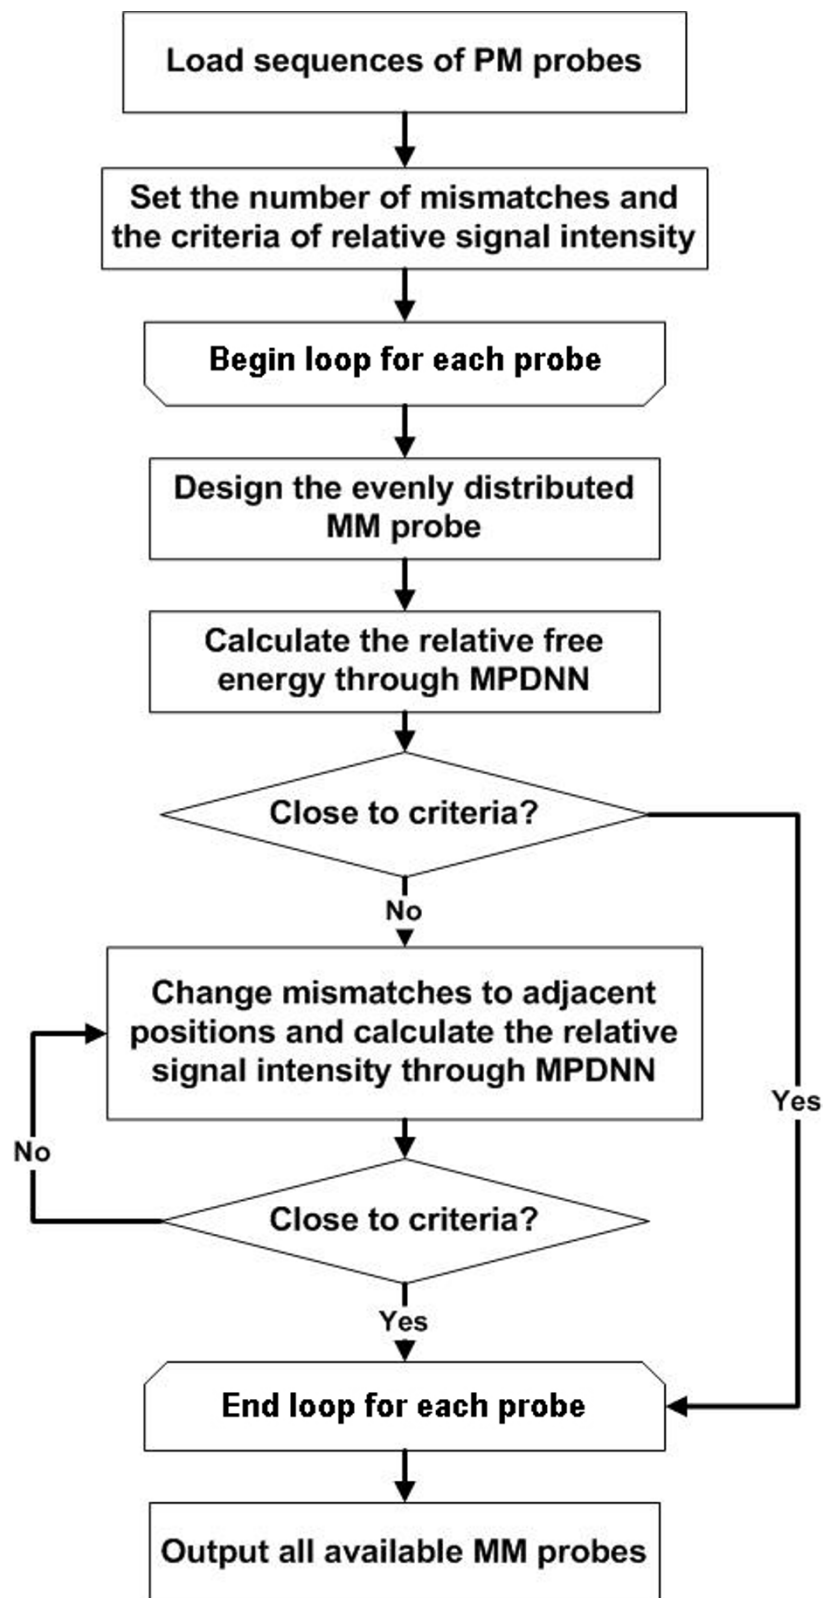 Load sequences of PM probes
Set the number of mismatches and
the criteria of relative signal intensity
Begin loop for each probe
Design the evenly distributed
MM probe
Calculate the relative free
energy through MPDNN
Close to criteria?
No
Change mismatches to adjacent
positions and calculate the relative
signal intensity through MPDNN
Yes
No
Close to criteria?
Yes
End loop for each probe
Output all available MM probes